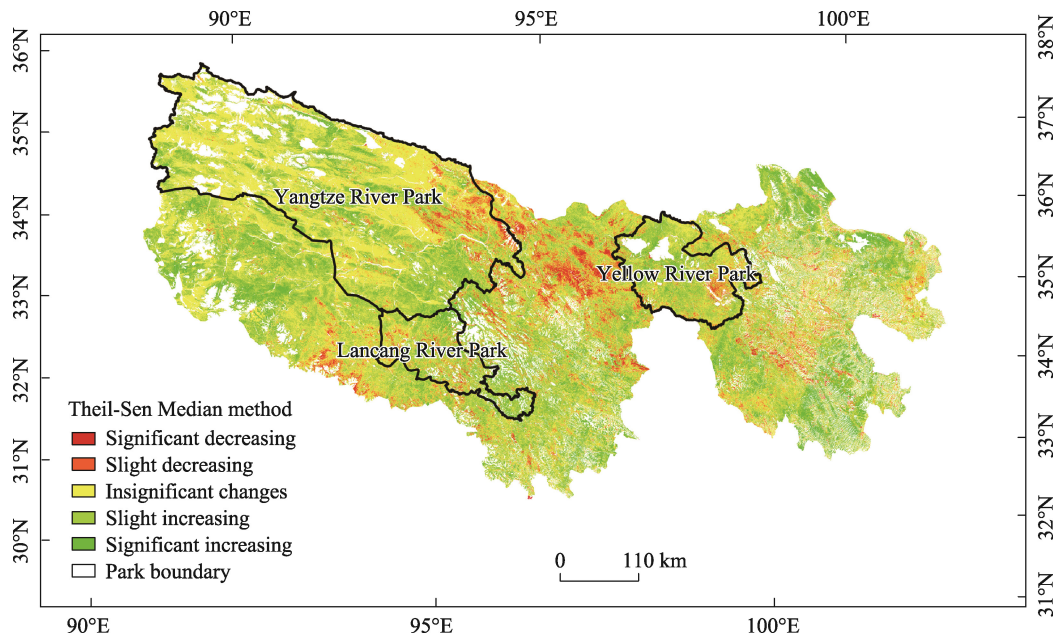 90°E 95°E 100°E
36°N
35°N
34°N
33°N
32°N
31°N
30°N
38°N
37°N
36°N
35°N
34°N
33°N
32°N
31°N
Yangtze River Park
Yellow River Park
Lancang River Park
Theil-Sen Median method
Significant decreasing
Slight decreasing
Insignificant changes
Slight increasing
Significant increasing
Park boundary
0 110 km
90°E 95°E 100°E